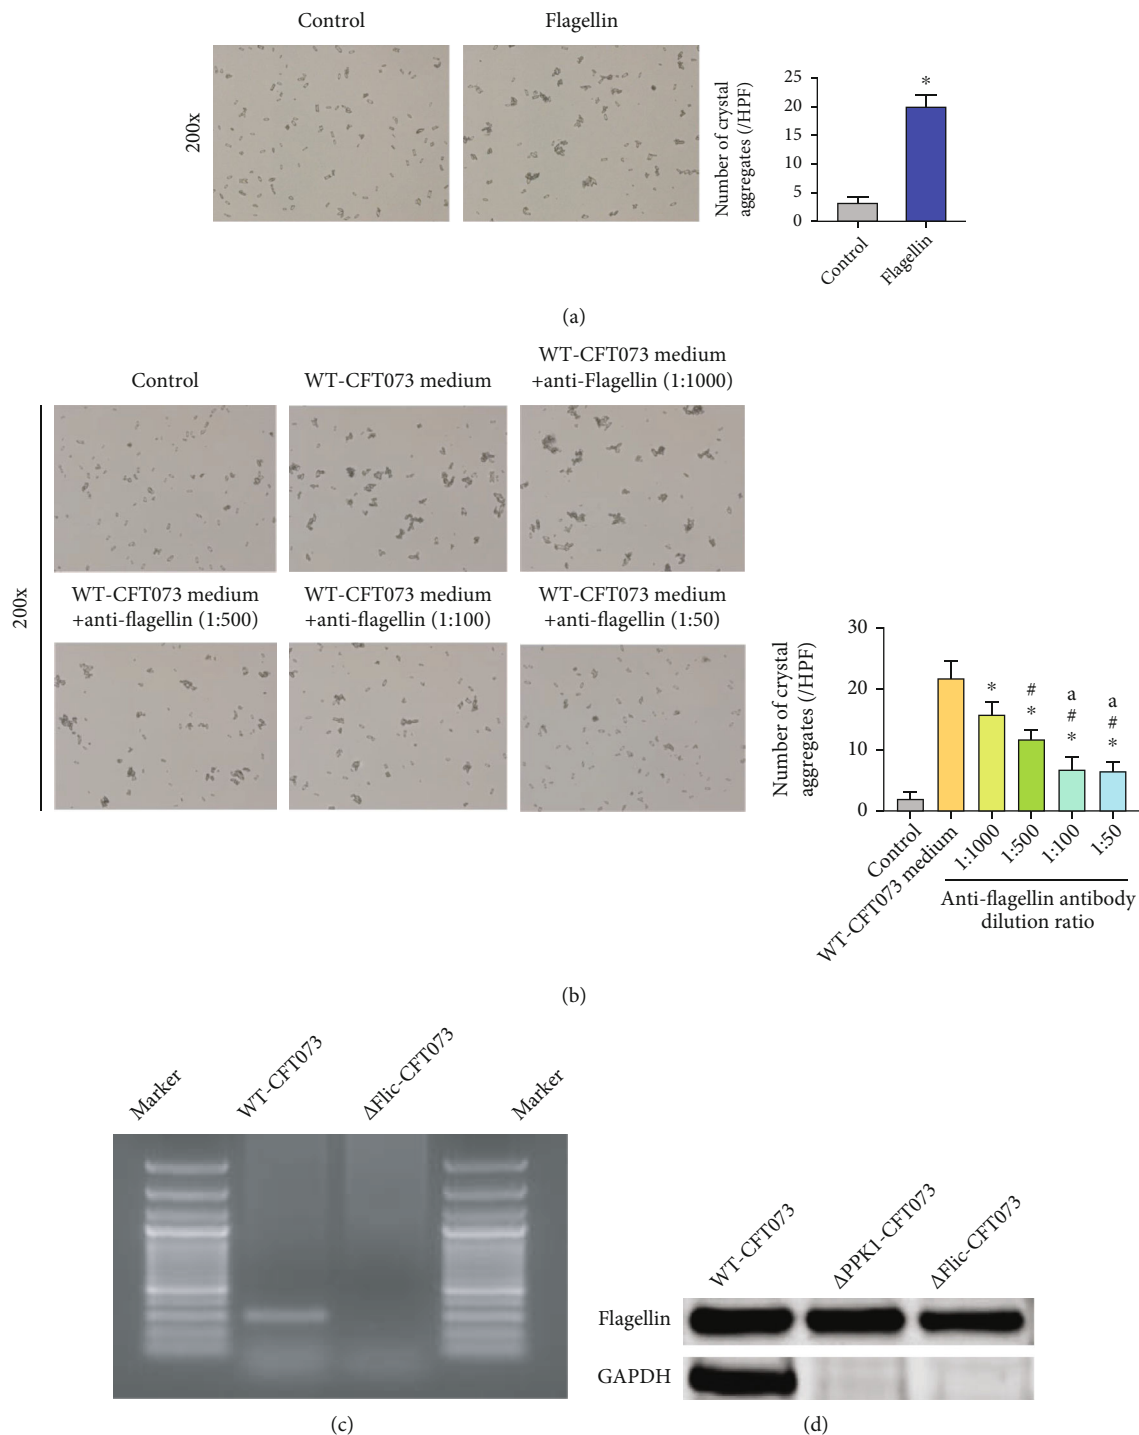 Control
Flagellin
200x
Number of crystal
aggregates (/HPF)
25
20
15
10
5
0
*
Control
Flagellin
(a)
Control
WT-CFT073 medium
WT-CFT073 medium
+anti-Flagellin (1:1000)
200x
WT-CFT073 medium
+anti-flagellin (1:500)
WT-CFT073 medium
+anti-flagellin (1:100)
WT-CFT073 medium
+anti-flagellin (1:50)
Number of crystal
aggregates (/HPF)
30
20
10
0
*
#
*
a
#
*
a
#
*
Control
WT-CFT073 medium
1:1000
1:500
1:100
1:50
Anti-flagellin antibody
dilution ratio
(b)
Marker
WT-CFT073
ΔFlic-CFT073
Marker
(c)
WT-CFT073
ΔPPK1-CFT073
ΔFlic-CFT073
Flagellin
GAPDH
(d)